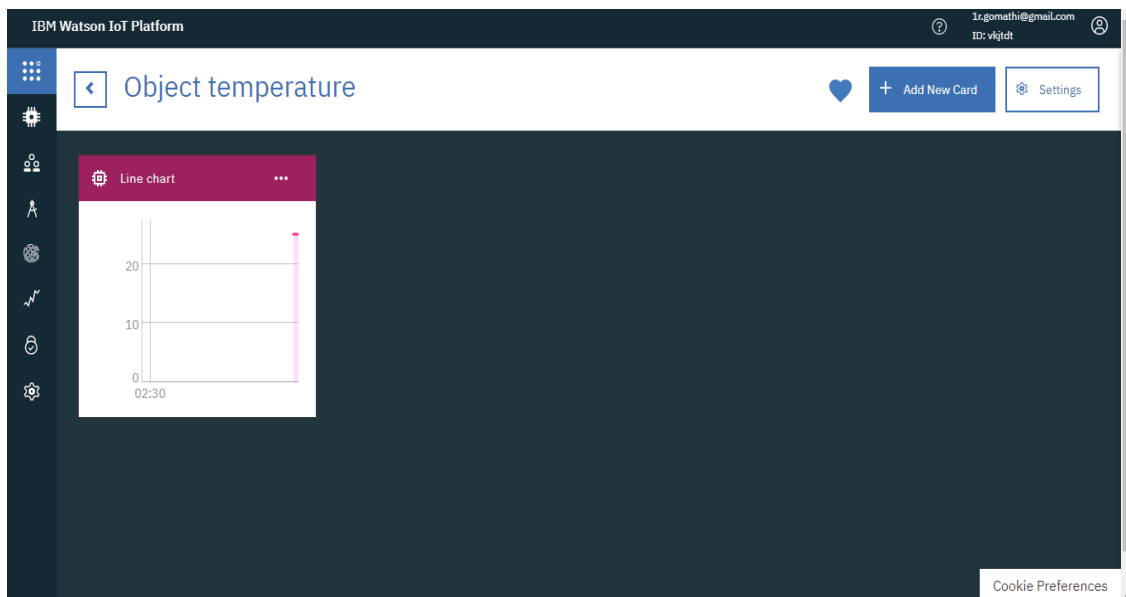 IBM Watson IoT Platform
1r.gomathi@gmail.com
ID: vkjtdt
Object temperature
+ Add New Card
Settings
Line chart
20
10
0
02:30
Cookie Preferences